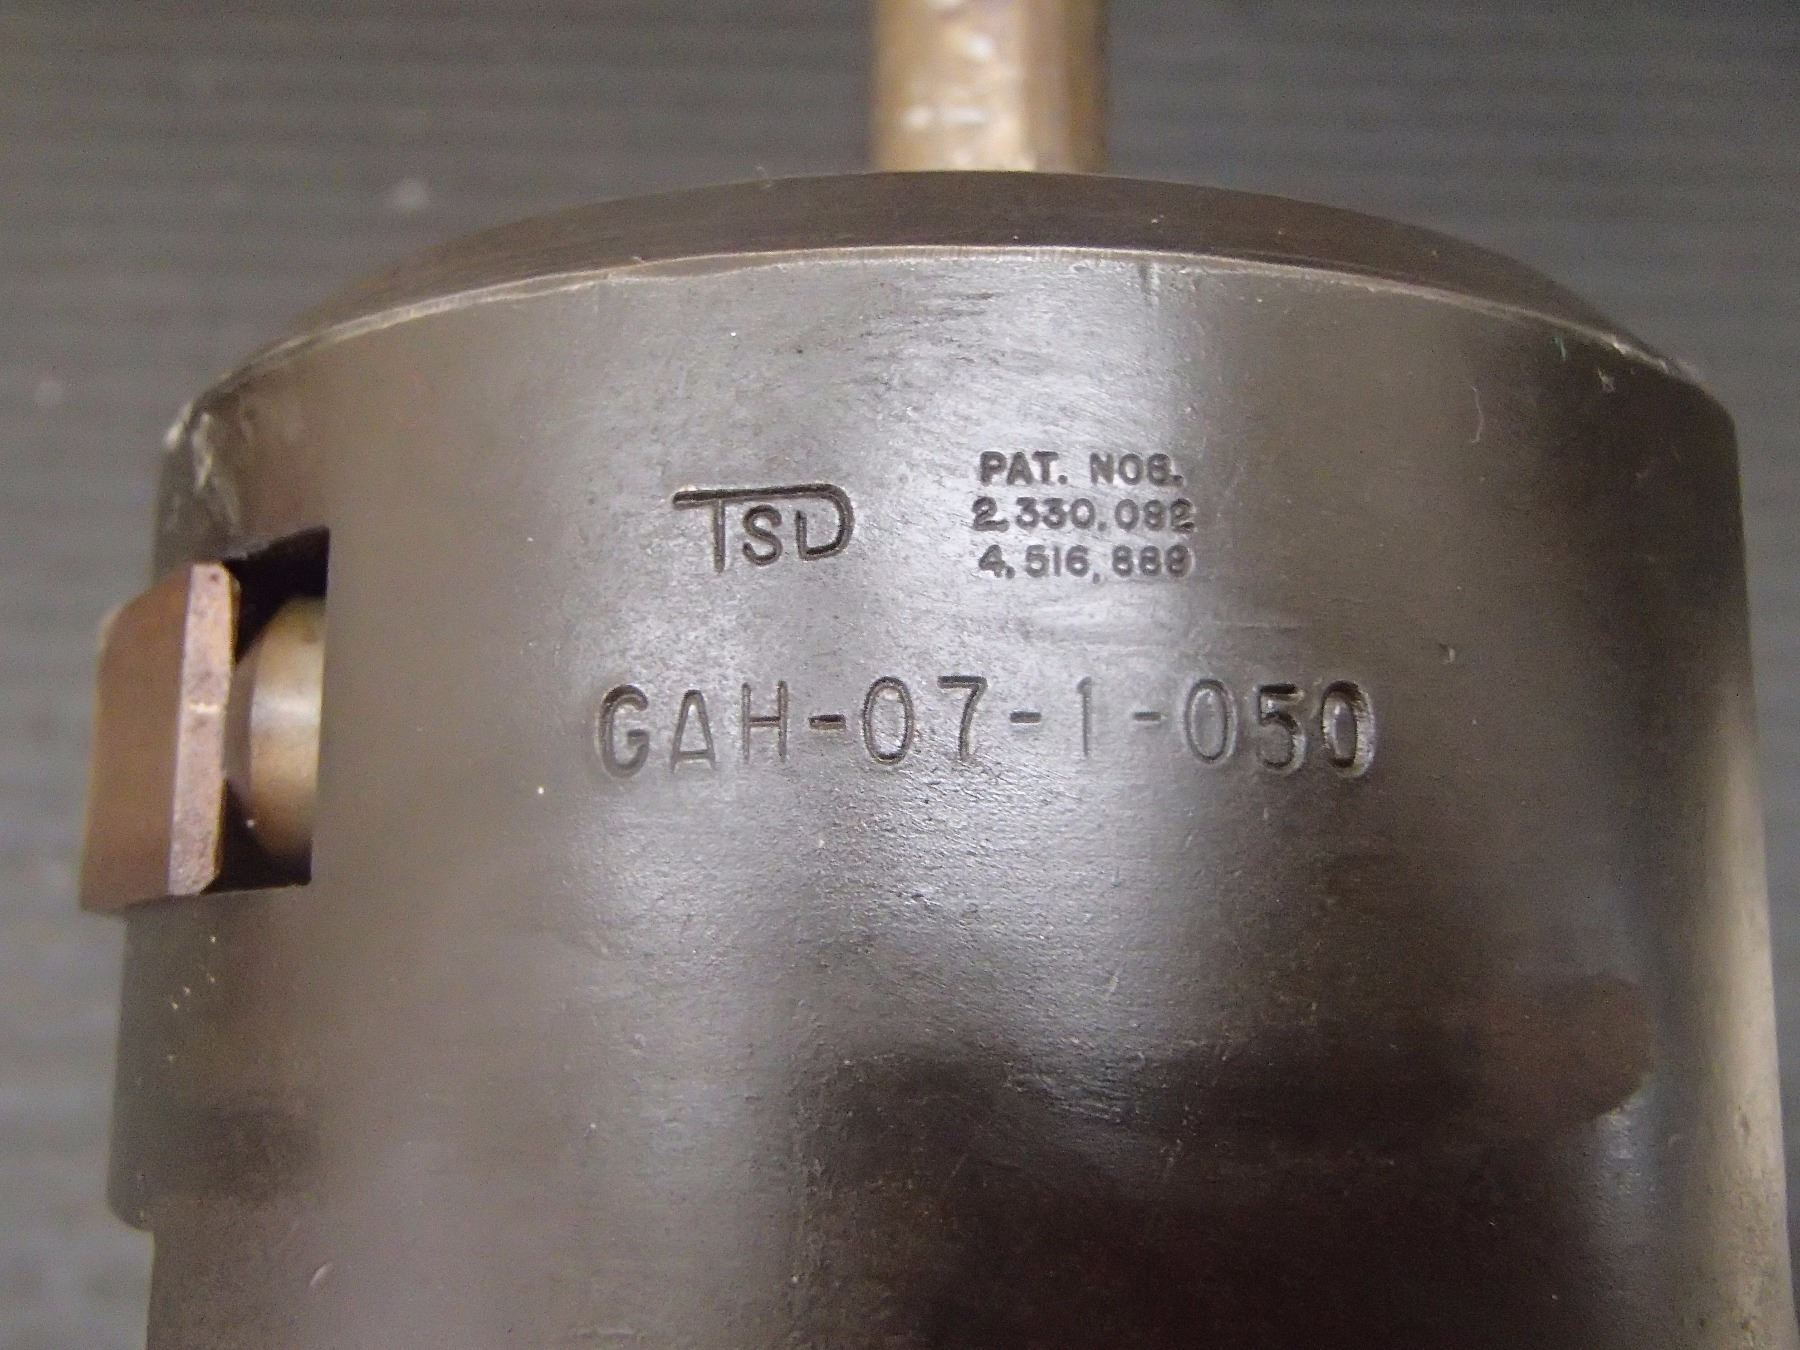 TSD
PAT. NOS.
2,330,082
4,516,889
GAH-07-1-050